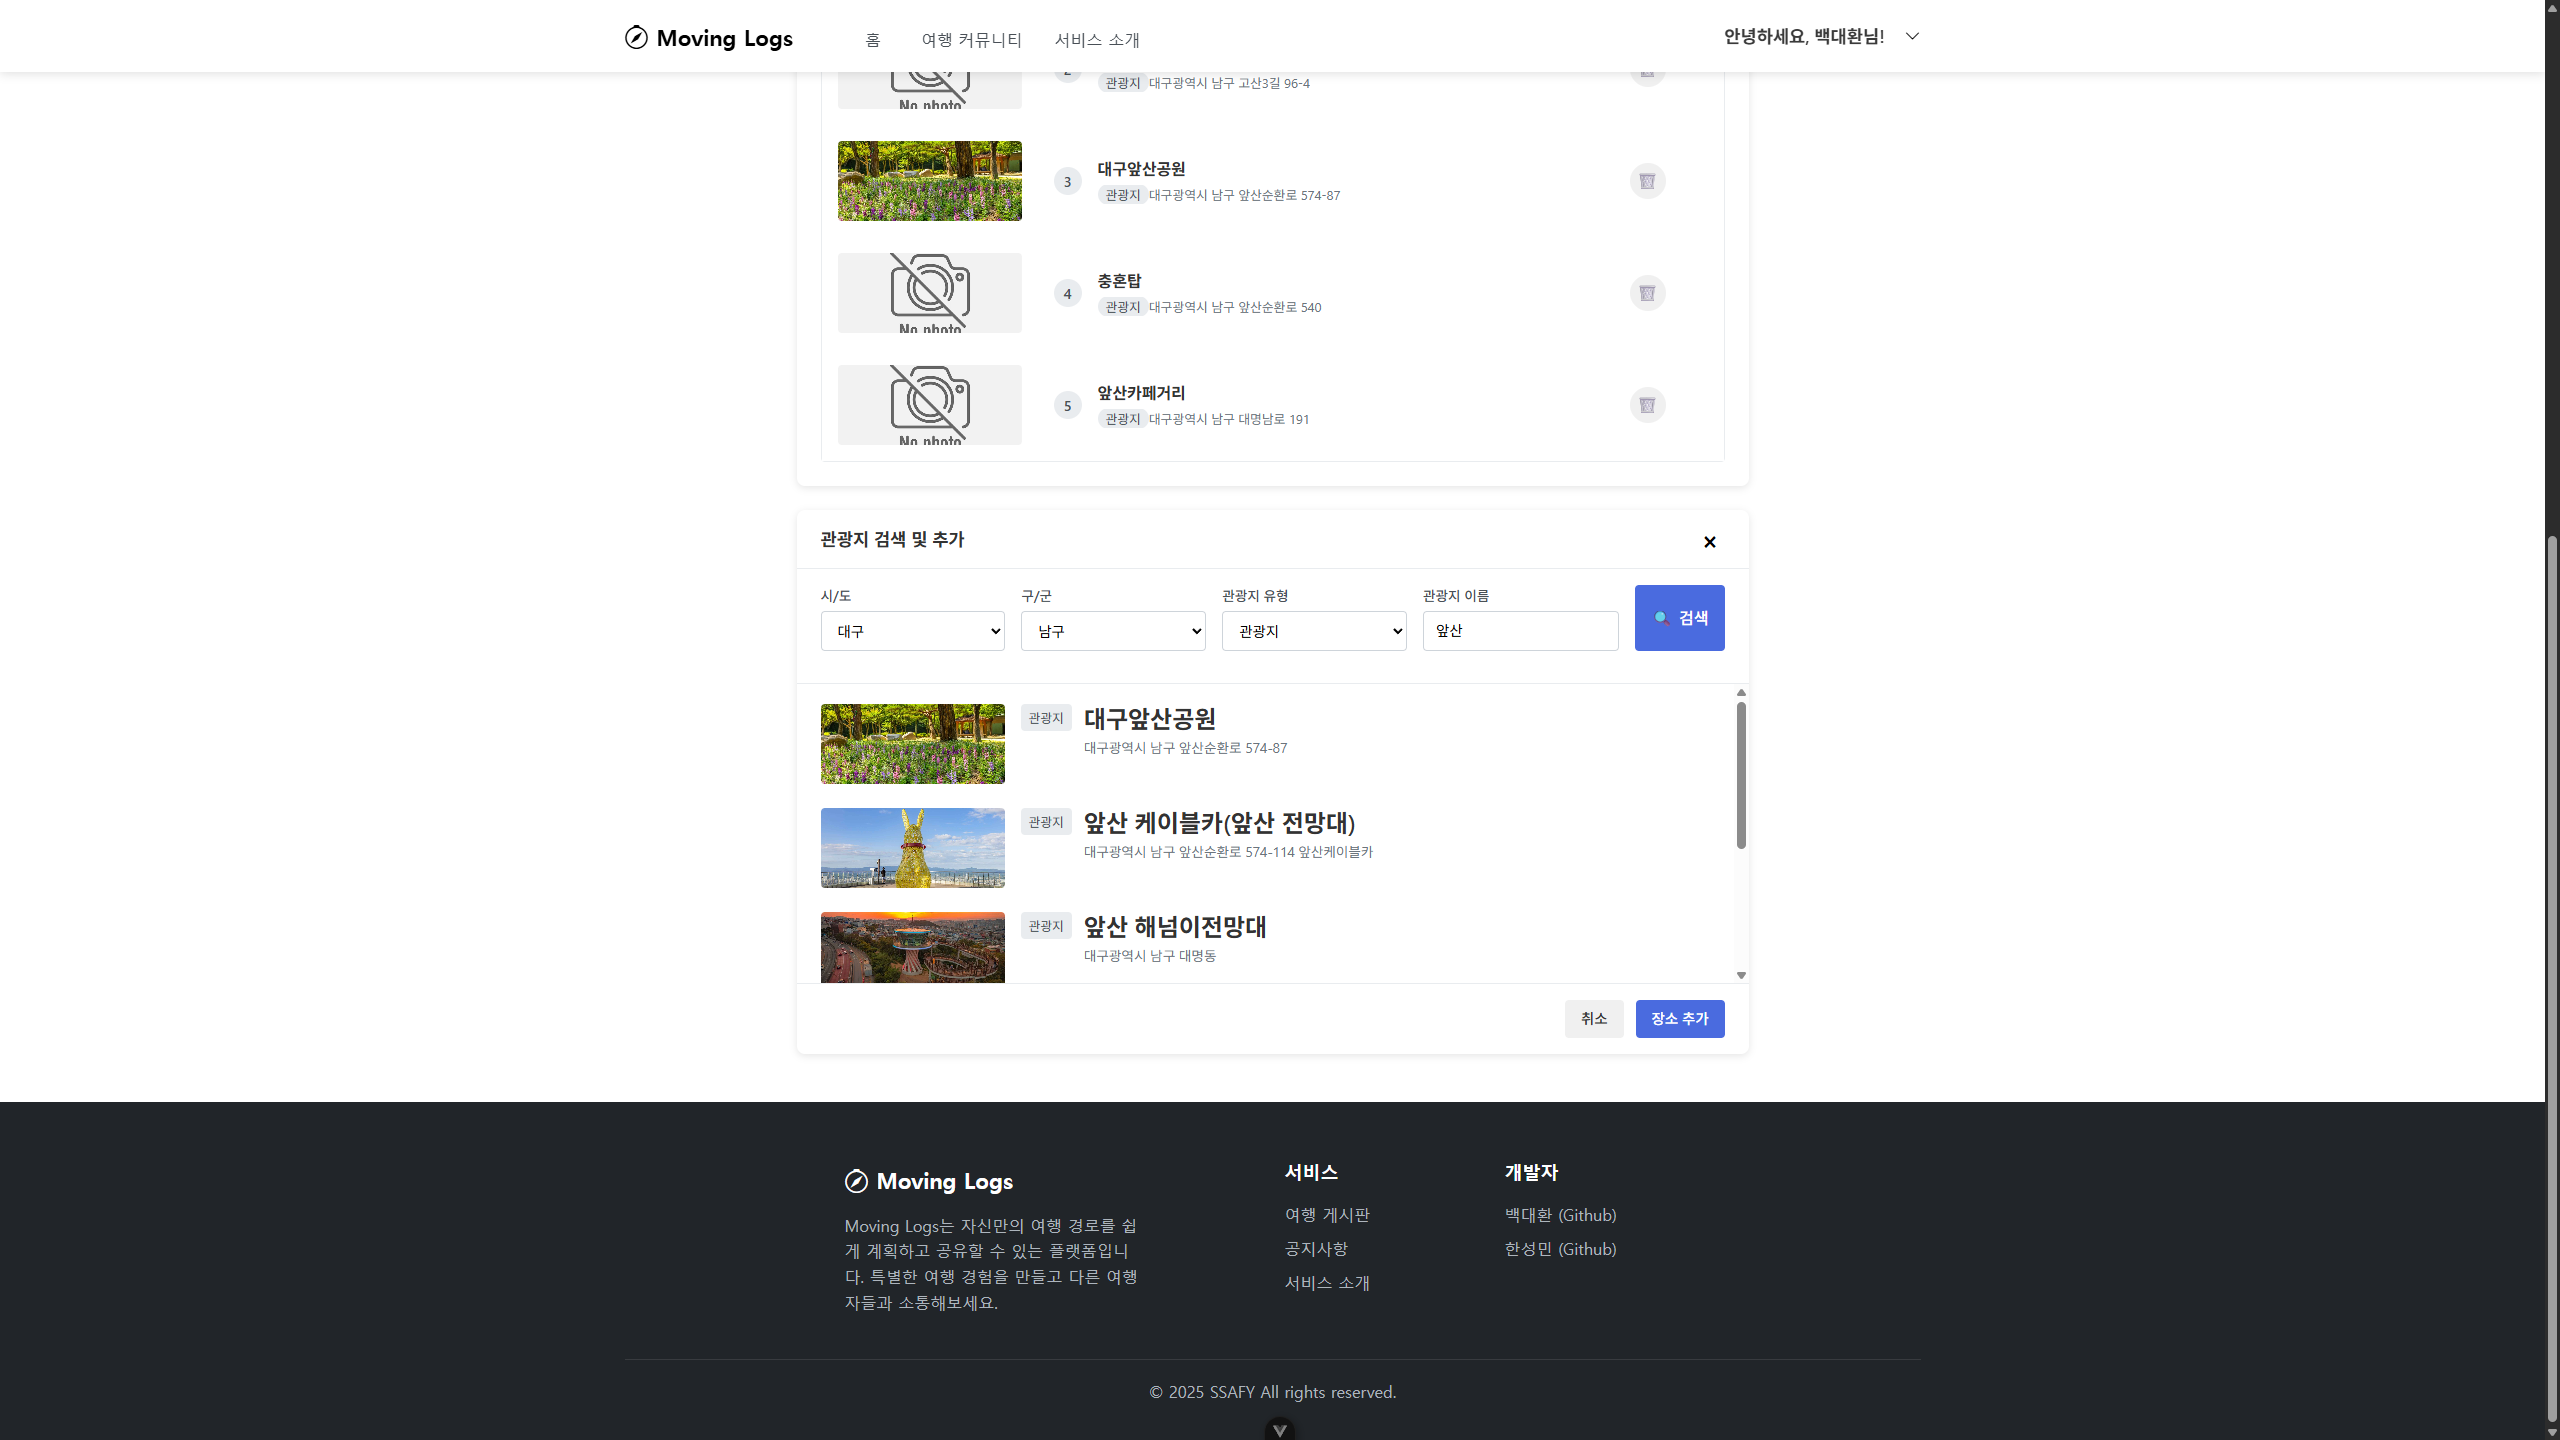 Moving Logs
홈
여행 커뮤니티
서비스 소개
안녕하세요, 백대환님!
No photo
관광지 대구광역시 남구 고산3길 96-4
3
대구앞산공원
관광지 대구광역시 남구 앞산순환로 574-87
No photo
4
충혼탑
관광지 대구광역시 남구 앞산순환로 540
No photo
5
앞산카페거리
관광지 대구광역시 남구 대명남로 191
관광지 검색 및 추가
×
시/도
구/군
관광지 유형
관광지 이름
대구
남구
관광지
앞산
검색
관광지
대구앞산공원
대구광역시 남구 앞산순환로 574-87
관광지
앞산 케이블카(앞산 전망대)
대구광역시 남구 앞산순환로 574-114 앞산케이블카
관광지
앞산 해넘이전망대
대구광역시 남구 대명동
취소
장소 추가
Moving Logs
Moving Logs는 자신만의 여행 경로를 쉽
게 계획하고 공유할 수 있는 플랫폼입니
다. 특별한 여행 경험을 만들고 다른 여행
자들과 소통해보세요.
서비스
여행 게시판
공지사항
서비스 소개
개발자
백대환 (Github)
한성민 (Github)
© 2025 SSAFY All rights reserved.